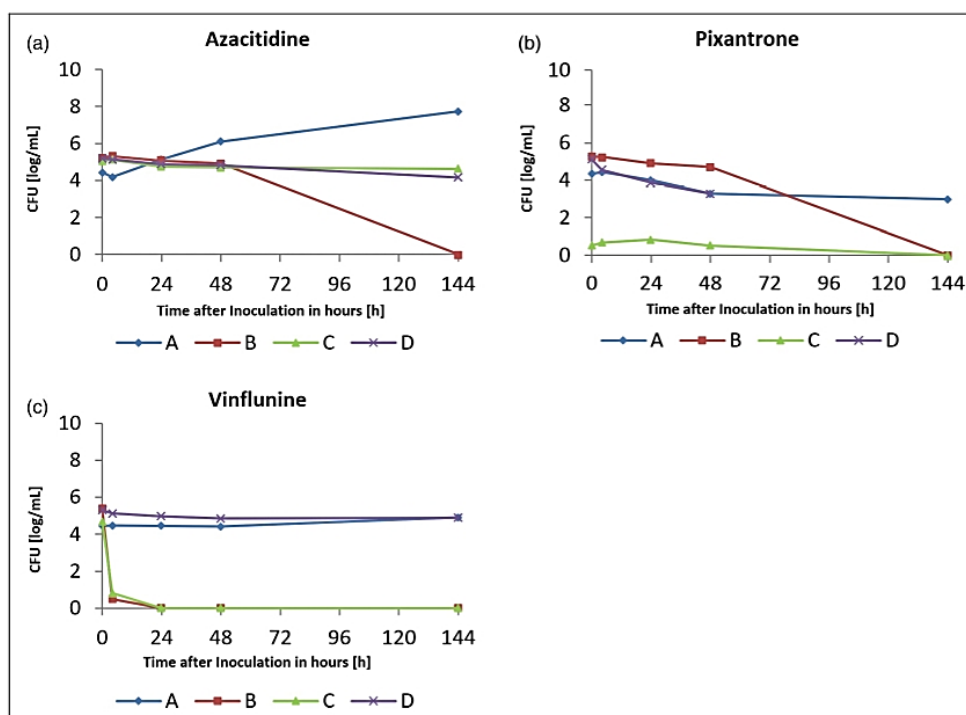 (a)
Azacitidine
10
8
6
4
2
0
CFU [log/mL]
0 24 48 72 96 120 144
Time after Inoculation in hours [h]
A B C D
(b)
Pixantrone
10
8
6
4
2
0
CFU [log/mL]
0 24 48 72 96 120 144
Time after Inoculation in hours [h]
A B C D
(c)
Vinflunine
10
8
6
4
2
0
CFU [log/mL]
0 24 48 72 96 120 144
Time after Inoculation in hours [h]
A B C D